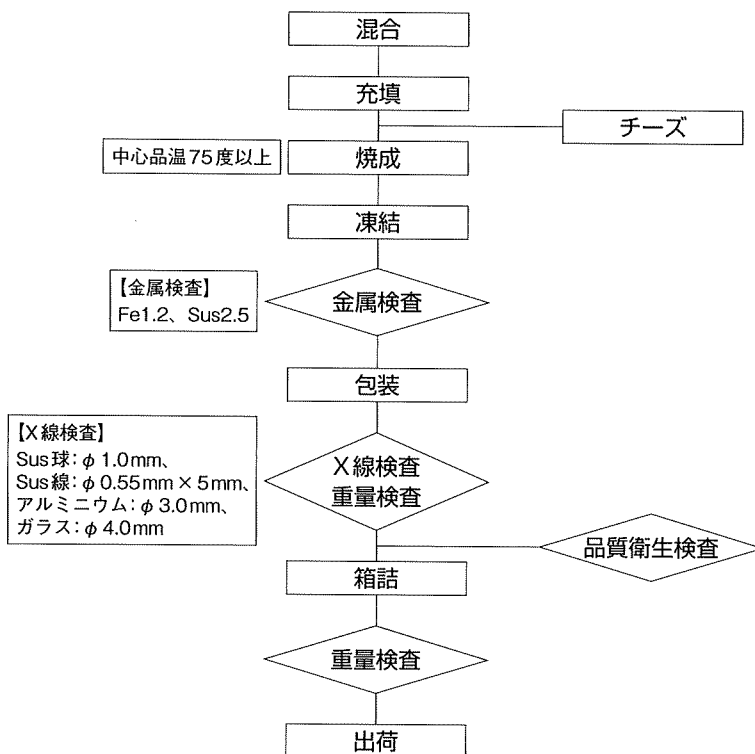 混合
充填
チーズ
中心品温75度以上
焼成
凍結
【金属検査】
Fe1.2、Sus2.5
金属検査
包装
【X線検査】
Sus球:φ1.0mm、
Sus線:φ0.55mm×5mm、
アルミニウム:φ3.0mm、
ガラス:φ4.0mm
X線検査
重量検査
品質衛生検査
箱詰
重量検査
出荷